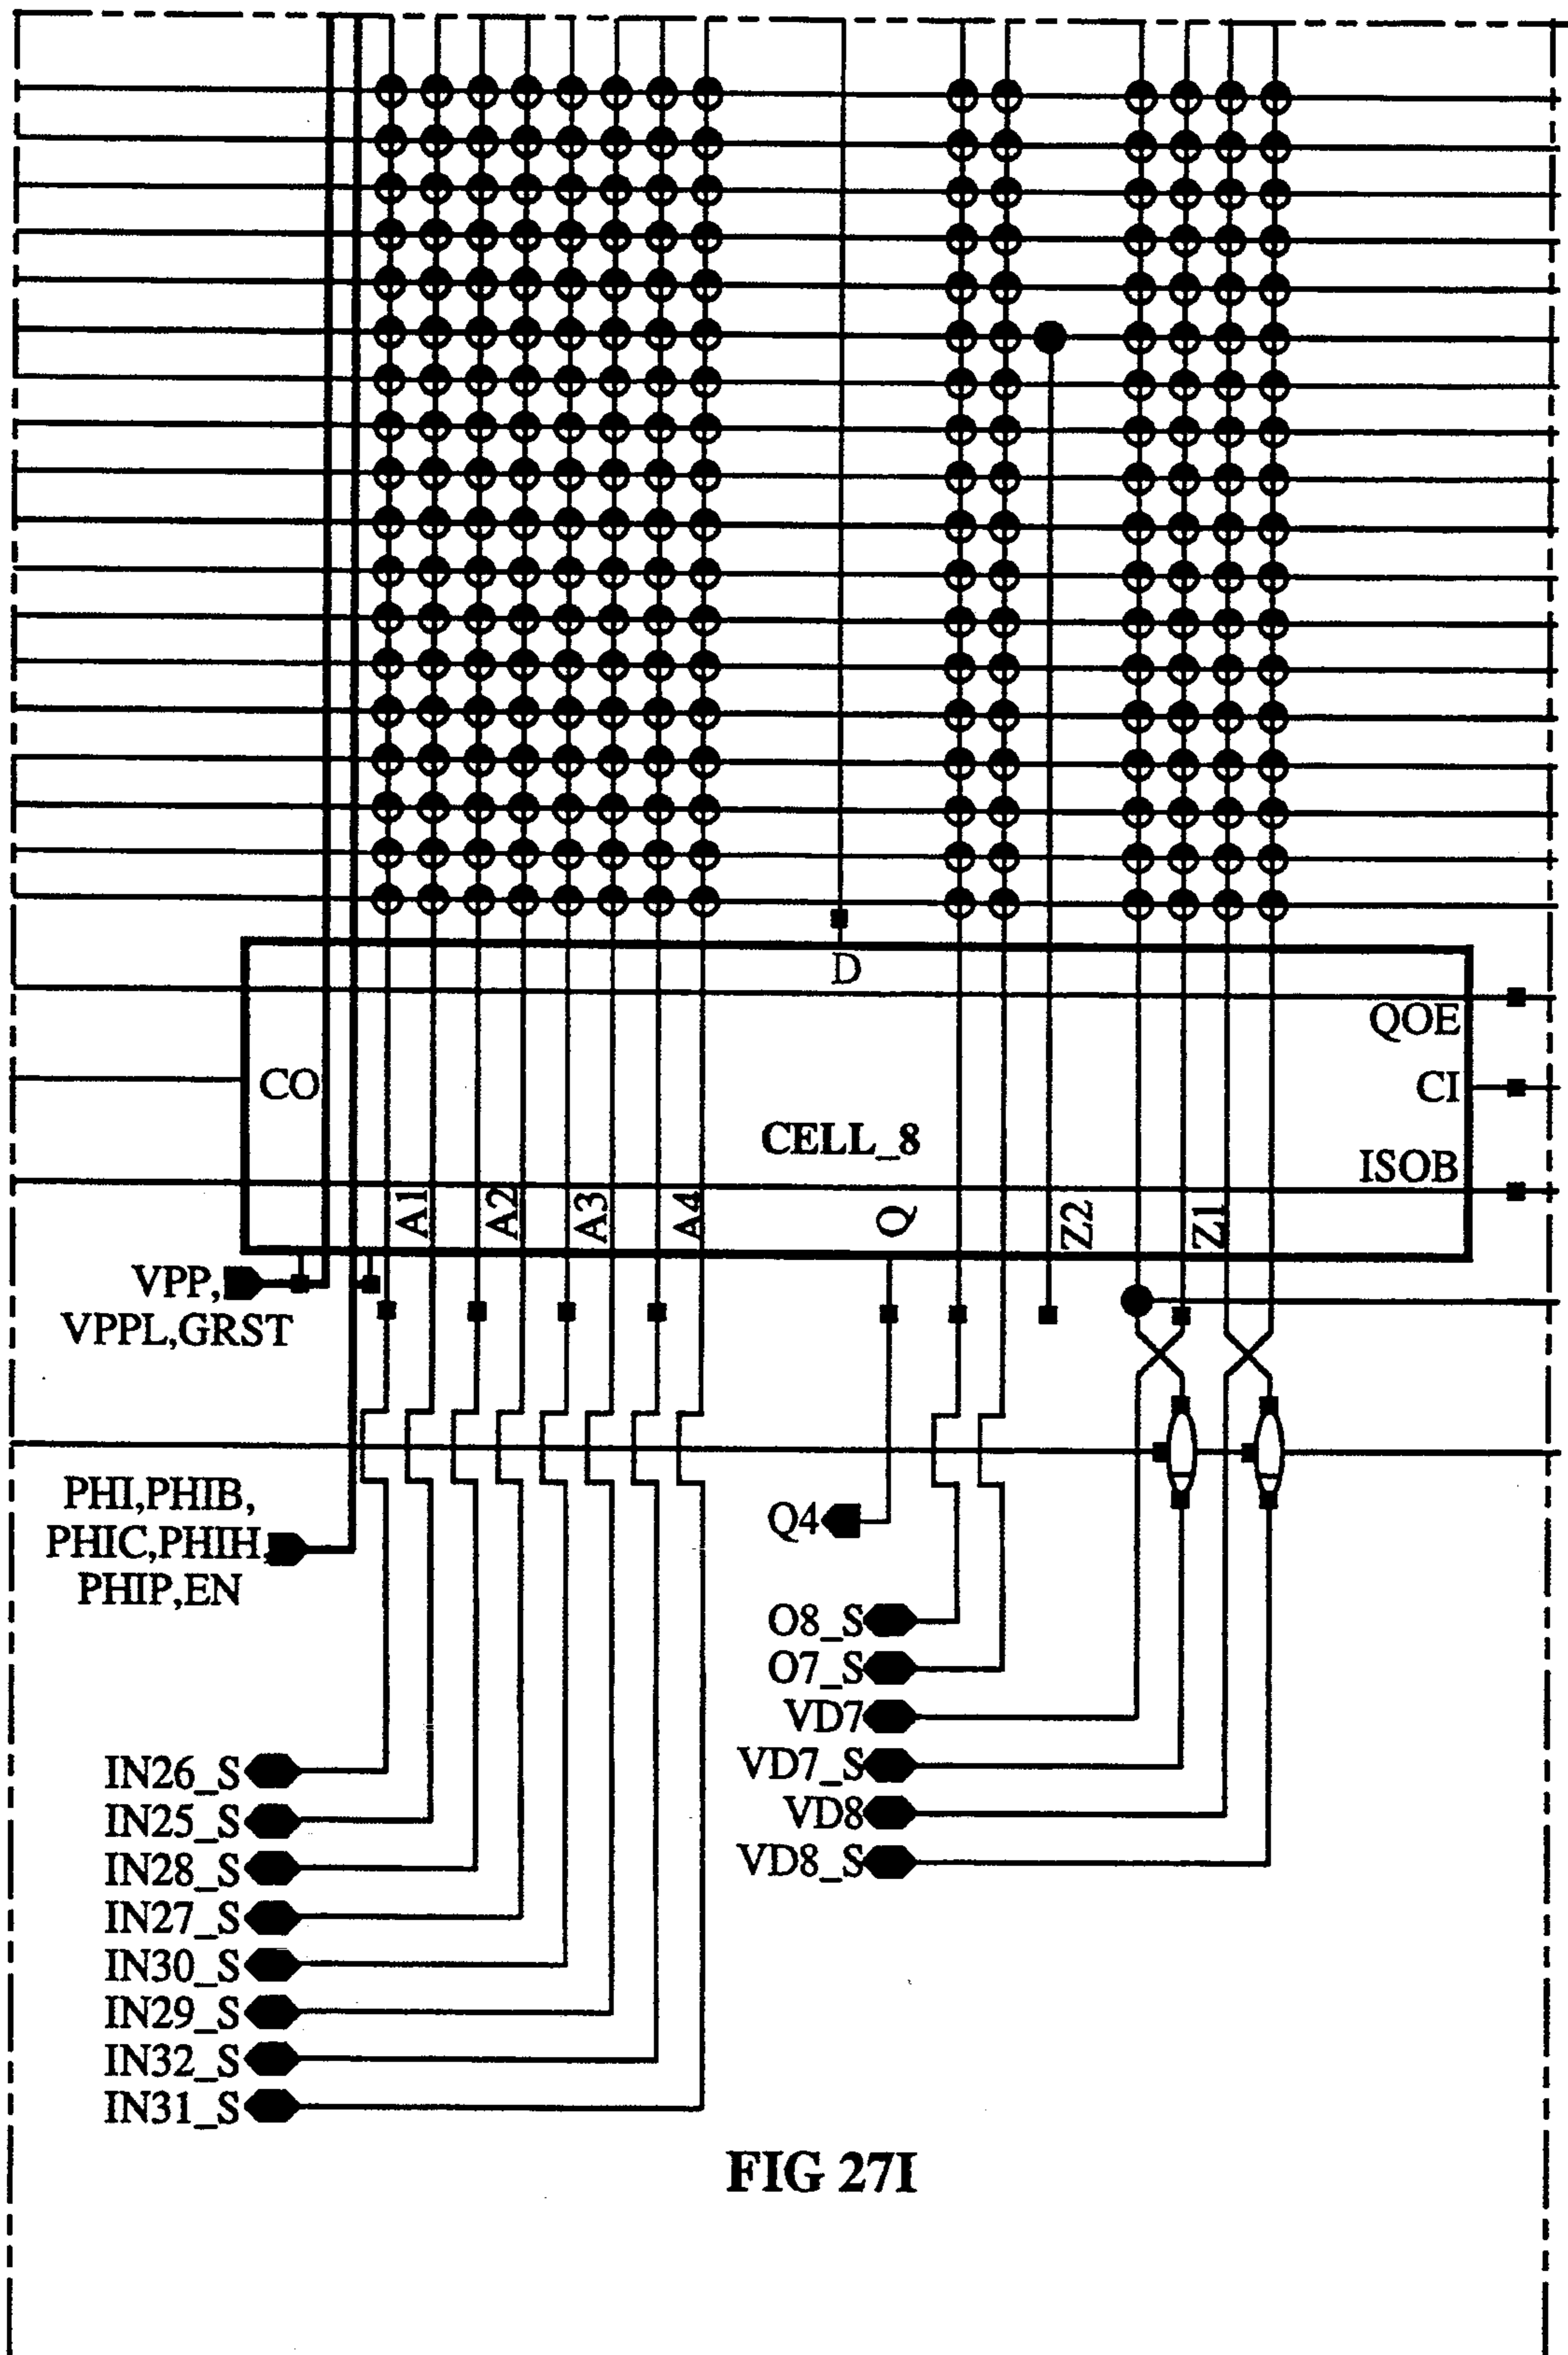 D
QOE
CO
CI
CELL_8
ISOB
A1
A2
A3
A4
Q
Z2
Z1
VPP,
VPPL,GRST
PHI,PHIB,
PHIC,PHIH,
PHIP,EN
Q4
O8_S
O7_S
VD7
VD7_S
VD8
VD8_S
IN26_S
IN25_S
IN28_S
IN27_S
IN30_S
IN29_S
IN32_S
IN31_S
FIG 27I